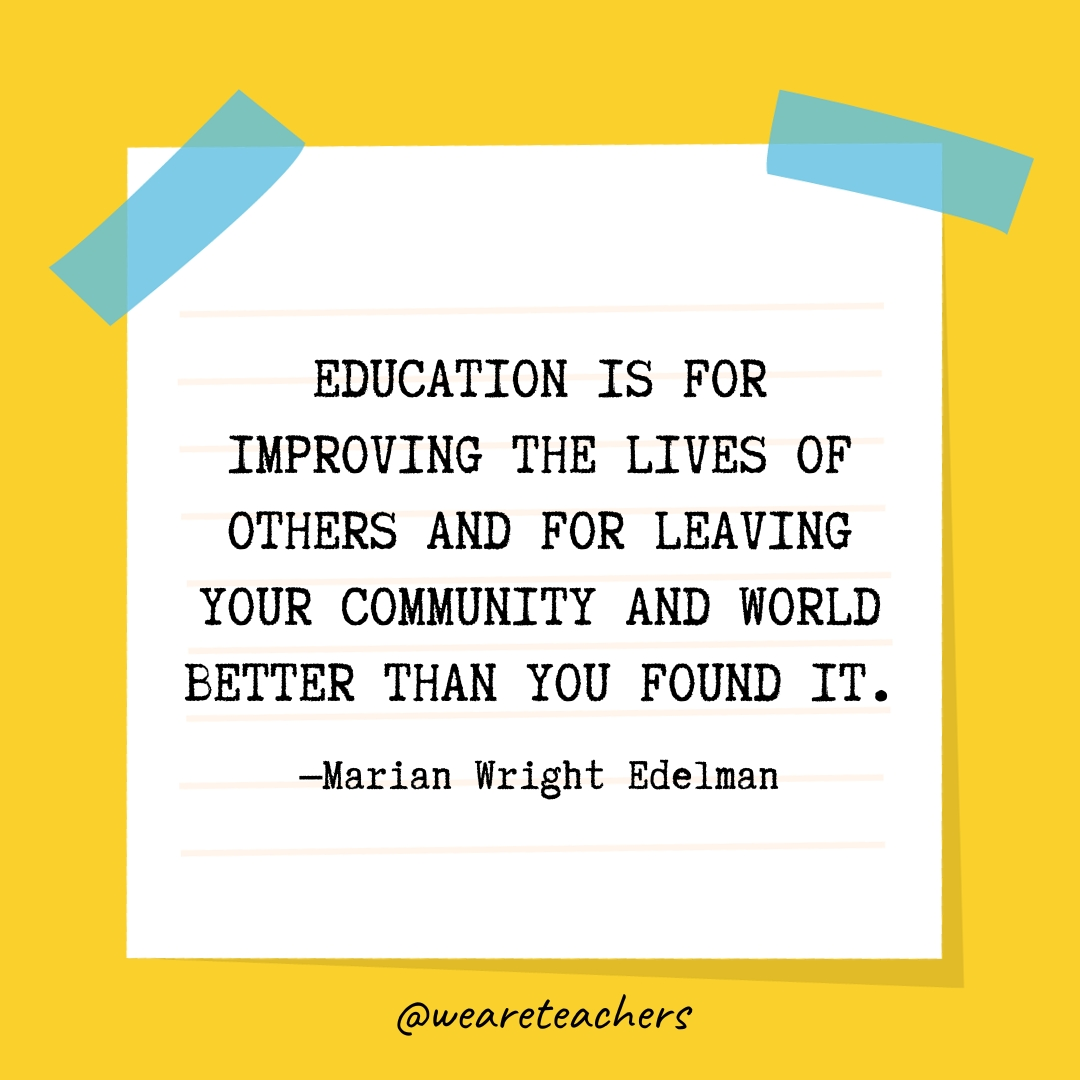 EDUCATION IS FOR
IMPROVING THE LIVES OF
OTHERS AND FOR LEAVING
YOUR COMMUNITY AND WORLD
BETTER THAN YOU FOUND IT.
—Marian Wright Edelman
@weareteachers